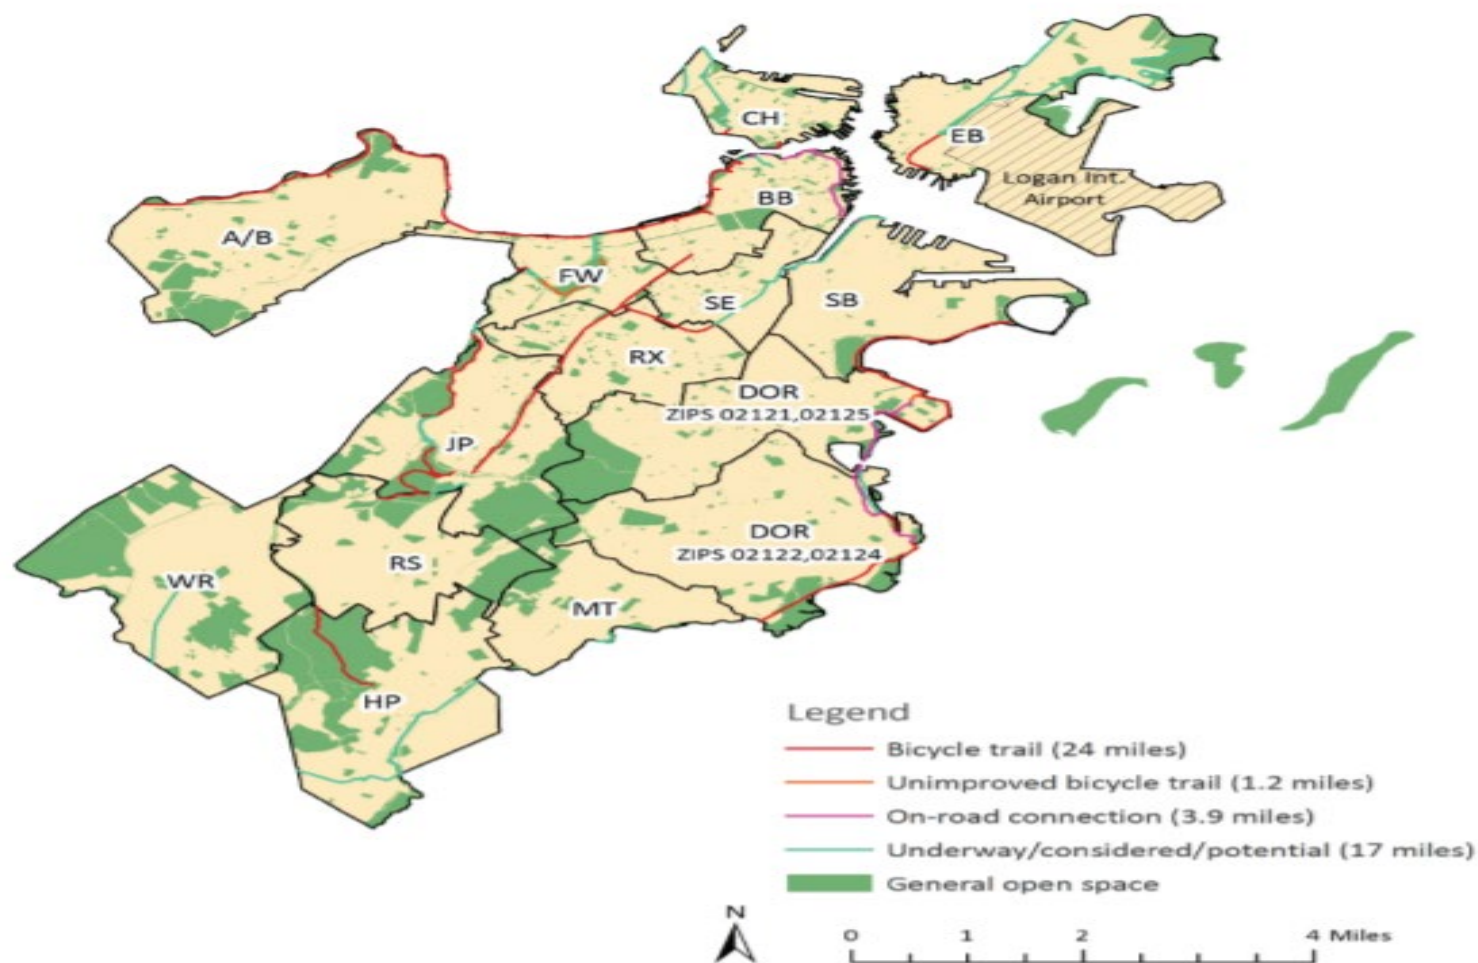 CH
EB
Logan Int.
Airport
BB
A/B
FW
SE
SB
RX
DOR
ZIPS 02121,02125
JP
DOR
ZIPS 02122,02124
RS
WR
MT
HP
Legend
Bicycle trail (24 miles)
Unimproved bicycle trail (1.2 miles)
On-road connection (3.9 miles)
Underway/considered/potential (17 miles)
General open space
N
0 1 2 4 Miles